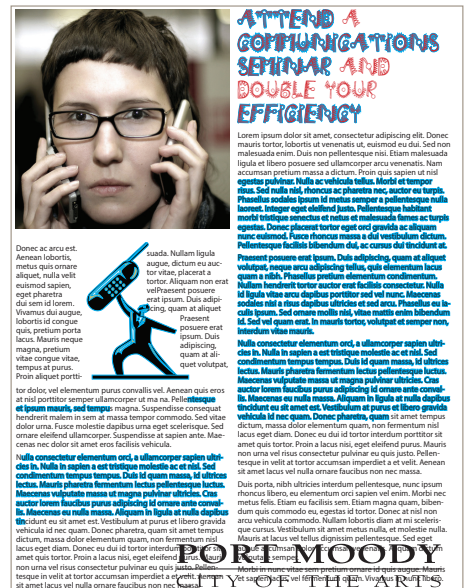 ATTEND A
COMMUNICATIONS
SEMINAR AND
DOUBLE YOUR
EFFICIENCY
Lorem ipsum dolor sit amet, consectetur adipiscing elit. Donec
mauris tortor, lobortis ut venenatis ut, euismod eu dui. Sed non
malesuada enim. Duis non pellentesque nisi. Etiam malesuada
ligula et libero posuere sed ullamcorper arcu venenatis. Nam
accumsan pretium massa a dictum. Proin quis sapien ut nisl
egestas pulvinar. Nulla ac vehicula tellus. Morbi et tempor
risus. Sed nulla nisl, rhoncus ac pharetra nec, auctor eu turpis.
Phasellus sodales ipsum id metus semper a pellentesque nulla
laoreet. Integer eget eleifend justo. Pellentesque habitant
morbi tristique senectus et netus et malesuada fames ac turpis
egestas. Donec placerat tortor eget orci gravida ac aliquam
nunc euismod. Fusce rhoncus massa a dui vestibulum dictum.
Pellentesque facilisis bibendum dui, ac cursus dui tincidunt at.
Praesent posuere erat ipsum. Duis adipiscing, quam at aliquet
volutpat, neque arcu adipiscing tellus, quis elementum lacus
quam a nibh. Phasellus pretium elementum condimentum.
Nullam hendrerit tortor auctor erat facilisis consectetur. Nulla
id ligula vitae arcu dapibus porttitor sed vel nunc. Maecenas
sodales nisl a risus dapibus ultricies et sed arcu. Phasellus eu ia-
culis ipsum. Sed ornare mollis nisl, vitae mattis enim bibendum
id. Sed vel quam erat. In mauris tortor, volutpat et semper non,
interdum vitae mauris.
Nulla consectetur elementum orci, a ullamcorper sapien ultri-
cies in. Nulla in sapien a est tristique molestie ac et nisl. Sed
condimentum tempus tempus. Duis id quam massa, id ultrices
lectus. Mauris pharetra fermentum lectus pellentesque luctus.
Maecenas vulputate massa ut magna pulvinar ultricies. Cras
auctor lorem faucibus purus adipiscing id ornare ante conval-
lis. Maecenas eu nulla massa. Aliquam in ligula at nulla dapibus
tincidunt eu sit amet est. Vestibulum at purus et libero gravida
vehicula id nec quam. Donec pharetra, quam sit amet tempus
dictum, massa dolor elementum quam, non fermentum nisl
lacus eget diam. Donec eu dui id tortor interdum porttitor sit
amet quis tortor. Proin a lacus nisi, eget eleifend purus. Mauris
non urna vel risus consectetur pulvinar eu quis justo. Pellen-
tesque in velit at tortor accumsan imperdiet a et velit. Aenean
sit amet lacus vel nulla ornare faucibus non nec massa.
Duis porta, nibh ultricies interdum pellentesque, nunc ipsum
rhoncus libero, eu elementum orci sapien vel enim. Morbi nec
metus felis. Etiam eu facilisis sem. Etiam magna quam, biben-
dum quis commodo eu, egestas id tortor. Donec at nisl non
arcu vehicula commodo. Nullam lobortis diam at mi sceleris-
que cursus. Vestibulum sit amet metus nulla, et molestie nulla.
Mauris ut lacus vel tellus dignissim pellentesque. Sed eget
Donec ac arcu est.
Aenean lobortis,
metus quis ornare
aliquet, nulla velit
euismod sapien,
eget pharetra
dui sem id lorem.
Vivamus dui augue,
lobortis id congue
quis, pretium porta
lacus. Mauris neque
magna, pretium
vitae congue vitae,
tempus at purus.
Proin aliquet portti-
suada. Nullam ligula
augue, dictum eu auc-
tor vitae, placerat a
tortor. Aliquam non erat
velPraesent posuere
erat ipsum. Duis adipi-
cing, quam at aliquet
Praesent
posuere erat
ipsum. Duis
adipiscing,
quam at ali-
quet volutpat.
tor dolor, vel elementum purus convallis vel. Aenean quis eros
at nisl porttitor semper ullamcorper ut ac ma na. Pellentesque
et ipsum mauris, sed tempus magna. Suspendisse consequat
hendrerit malem in sem at massa tempor commodo. Sed vitae
dolor urna. Fusce molestie dapibus urna eget scelerisque. Sed
ornare eleifend ullamcorper. Suspendisse at sapien ante. Mae-
cenas nec dolor sit amet eros facilisis vehicula.
Nulla consectetur elementum orci, a ullamcorper sapien ultri-
cies in. Nulla in sapien a est tristique molestie ac et nisl. Sed
condimentum tempus tempus. Duis id quam massa, id ultrices
lectus. Mauris pharetra fermentum lectus pellentesque luctus.
Maecenas vulputate massa ut magna pulvinar ultricies. Cras
auctor lorem faucibus purus adipiscing id ornare ante conval-
lis. Maecenas eu nulla massa. Aliquam in ligula at nulla dapibus
tincidunt eu sit amet est. Vestibulum at purus et libero gravida
vehicula id nec quam. Donec pharetra, quam sit amet tempus
dictum, massa dolor elementum quam, non fermentum nisl
lacus eget diam. Donec eu dui id tortor interdum
amet quis tortor. Proin a lacus nisi, eget eleifend
non urna vel risus consectetur pulvinar eu quis justo. Pellen-
tesque in velit at tortor accumsan imperdiet a et velit.
sit amet lacus vel nulla ornare faucibus non nec massa.
PORT MOODY
CITY OF THE ARTS